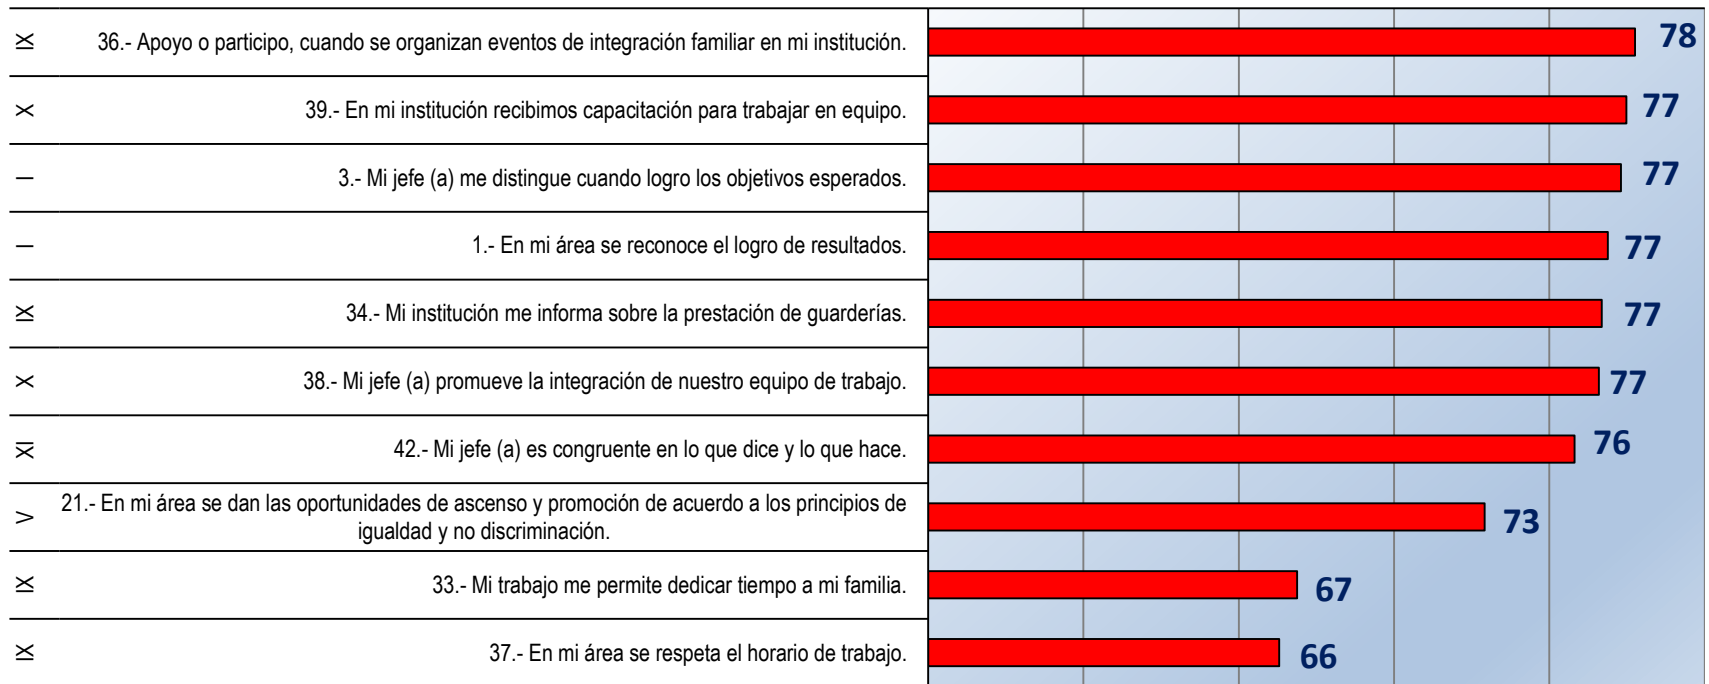 IX 36.- Apoyo o participo, cuando se organizan eventos de integración familiar en mi institución. 78
X 39.- En mi institución recibimos capacitación para trabajar en equipo. 77
I 3.- Mi jefe (a) me distingue cuando logro los objetivos esperados. 77
I 1.- En mi área se reconoce el logro de resultados. 77
IX 34.- Mi institución me informa sobre la prestación de guarderías. 77
X 38.- Mi jefe (a) promueve la integración de nuestro equipo de trabajo. 77
XI 42.- Mi jefe (a) es congruente en lo que dice y lo que hace. 76
V 21.- En mi área se dan las oportunidades de ascenso y promoción de acuerdo a los principios de
igualdad y no discriminación. 73
IX 33.- Mi trabajo me permite dedicar tiempo a mi familia. 67
IX 37.- En mi área se respeta el horario de trabajo. 66